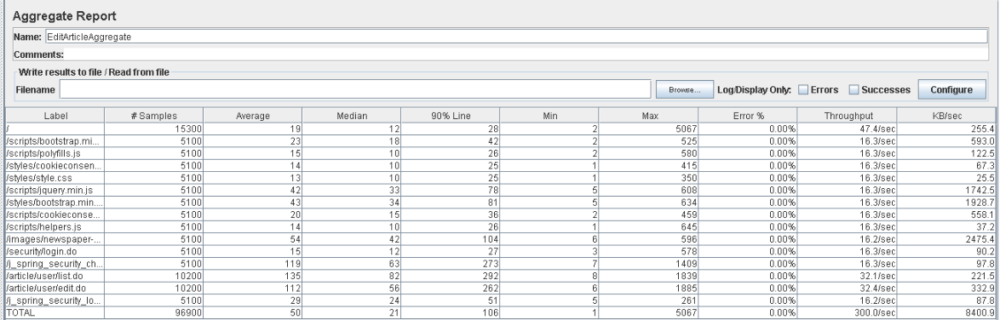 Aggregate Report
Name: EditArticleAggregate
Comments:
Write results to file / Read from file
Filename Browse... Log/Display Only: Errors Successes Configure
Label # Samples Average Median 90% Line Min Max Error % Throughput KB/sec
/ 15300 19 12 28 2 5067 0.00% 47.4/sec 255.4
/scripts/bootstrap.mi... 5100 23 18 42 2 525 0.00% 16.3/sec 593.0
/scripts/polyfills.js 5100 15 10 26 2 580 0.00% 16.3/sec 122.5
/styles/cookieconsen... 5100 14 10 25 1 415 0.00% 16.3/sec 67.3
/styles/style.css 5100 13 10 25 1 350 0.00% 16.3/sec 25.5
/scripts/jquery.min.js 5100 42 33 78 5 608 0.00% 16.3/sec 1742.5
/styles/bootstrap.min.... 5100 43 34 81 5 634 0.00% 16.3/sec 1928.7
/scripts/cookieconse... 5100 20 15 36 2 459 0.00% 16.3/sec 558.1
/scripts/helpers.js 5100 14 10 26 1 645 0.00% 16.3/sec 37.2
/images/newspaper-... 5100 54 42 104 6 596 0.00% 16.2/sec 2475.4
/security/login.do 5100 15 12 27 3 578 0.00% 16.3/sec 90.2
/j_spring_security_ch... 5100 119 63 273 7 1409 0.00% 16.3/sec 97.8
/article/user/list.do 10200 135 82 292 8 1839 0.00% 32.1/sec 221.5
/article/user/edit.do 10200 112 56 262 6 1885 0.00% 32.4/sec 332.9
/j_spring_security_lo... 5100 29 24 51 5 261 0.00% 16.2/sec 87.8
TOTAL 96900 50 21 106 1 5067 0.00% 300.0/sec 8400.9